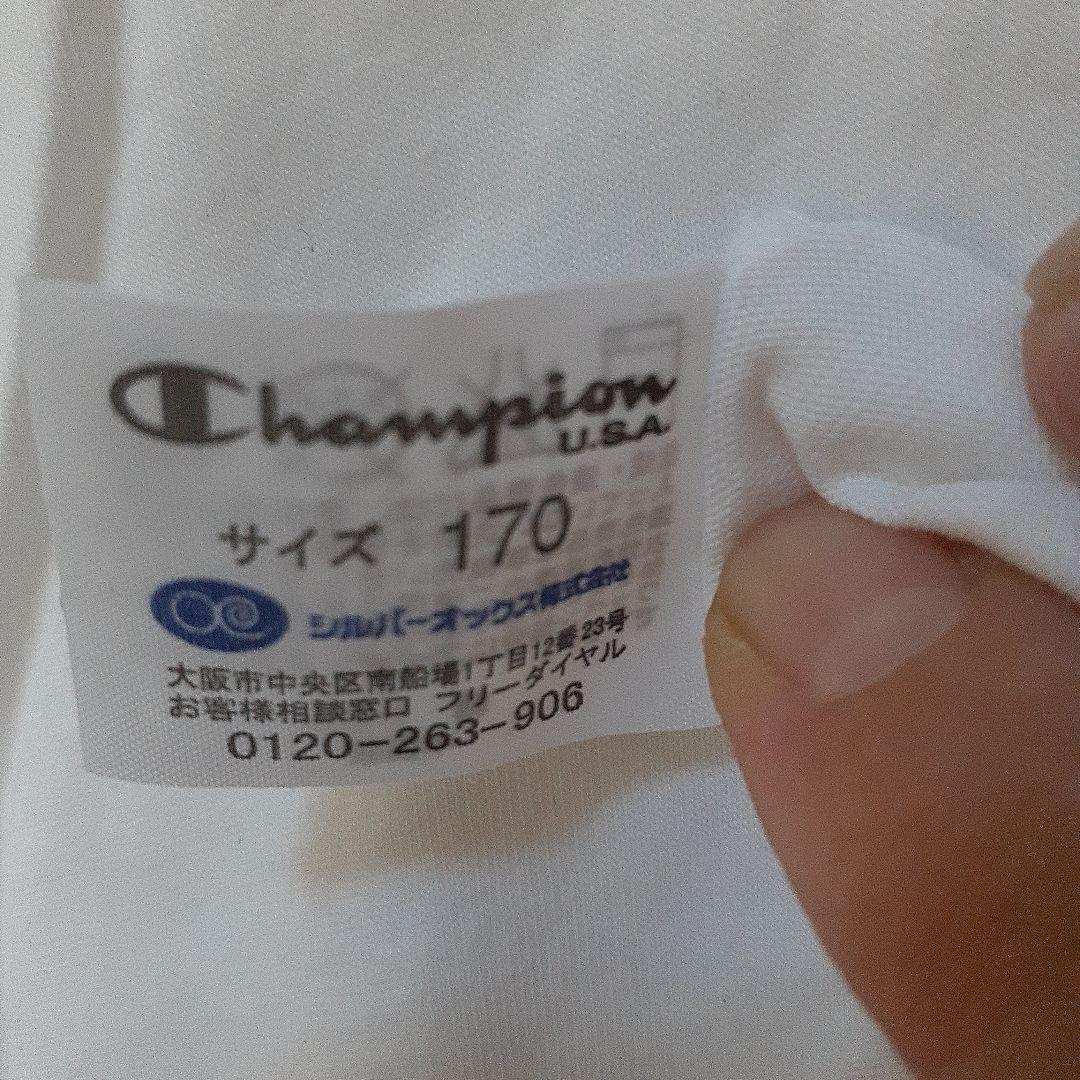 Champion
U.S.A.
サイズ 170
シルバーオックス株式会社
大阪市中央区南船場1丁目12番23号
お客様相談窓口 フリーダイヤル
0120-263-906